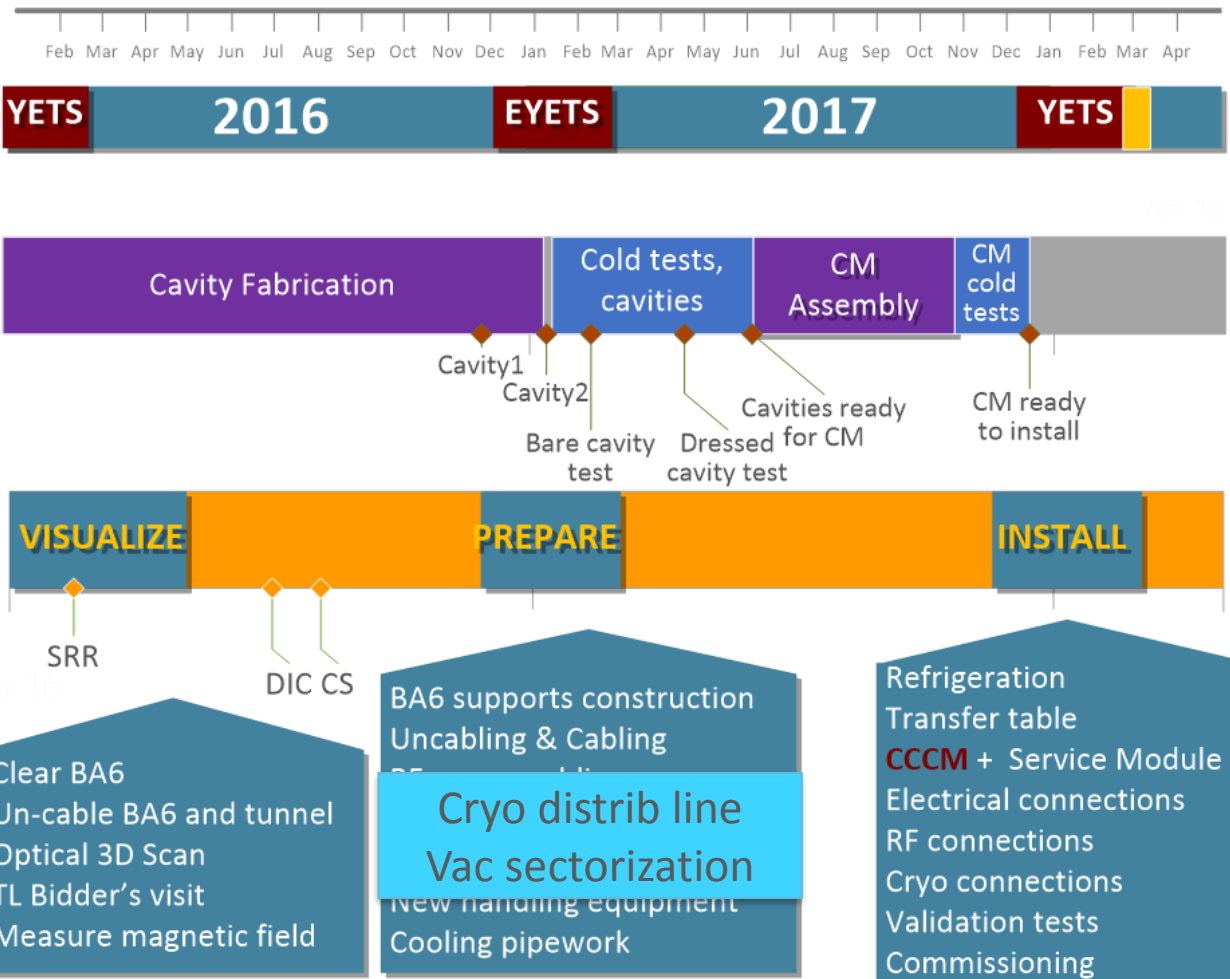 Feb Mar Apr May Jun Jul Aug Sep Oct Nov Dec Jan Feb Mar Apr May Jun Jul Aug Sep Oct Nov Dec Jan Feb Mar Apr
YETS 2016 EYETS 2017 YETS
Cavity Fabrication
Cold tests,
cavities
CM
Assembly
CM
cold
tests
Cavity1
Cavity2
Bare cavity
test
Dressed
cavity test
Cavities ready
for CM
CM ready
to install
VISUALIZE PREPARE INSTALL
SRR
DIC CS
Clear BA6
Un-cable BA6 and tunnel
Optical 3D Scan
TL Bidder's visit
Measure magnetic field
BA6 supports construction
Uncabling & Cabling
Cryo distrib line
Vac sectorization
New handling equipment
Cooling pipework
Refrigeration
Transfer table
CCCM + Service Module
Electrical connections
RF connections
Cryo connections
Validation tests
Commissioning